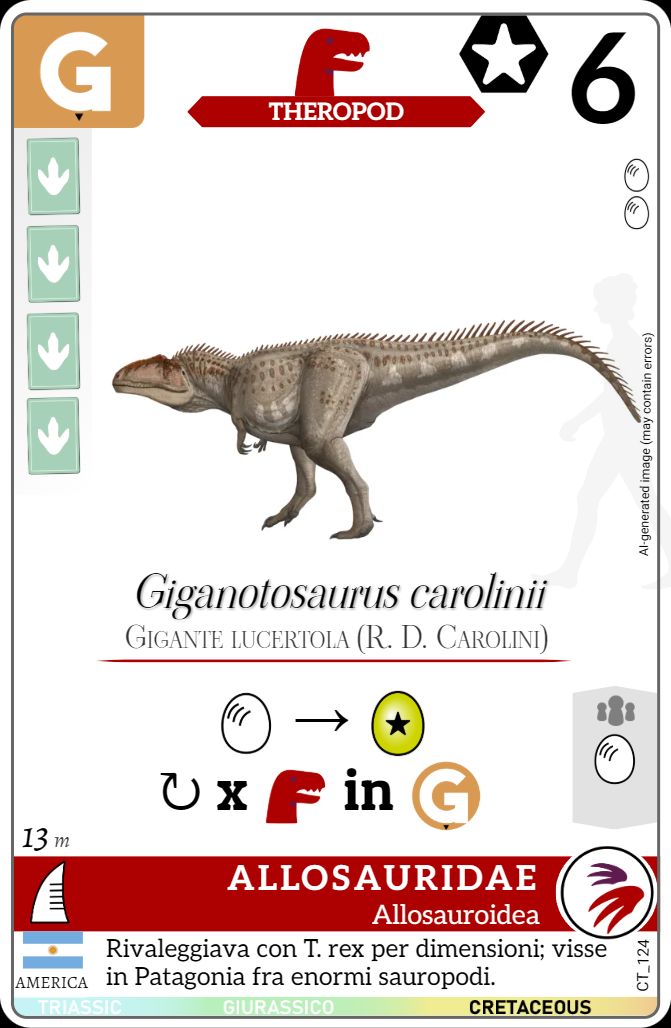 G
THEROPOD
6
AI-generated image (may contain errors)
Giganotosaurus carolinii
Gigante lucertola (R. D. Carolini)
x in G
13 m
ALLOSAURIDAE
Allosauroidea
Rivaleggiava con T. rex per dimensioni; visse
in Patagonia fra enormi sauropodi.
AMERICA
CT_124
TRIASSIC GIURASSICO CRETACEOUS